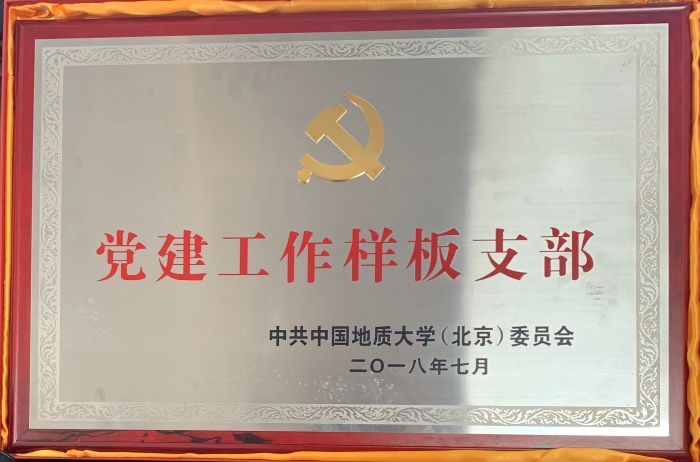 党建工作样板支部
中共中国地质大学（北京）委员会
二〇一八年七月